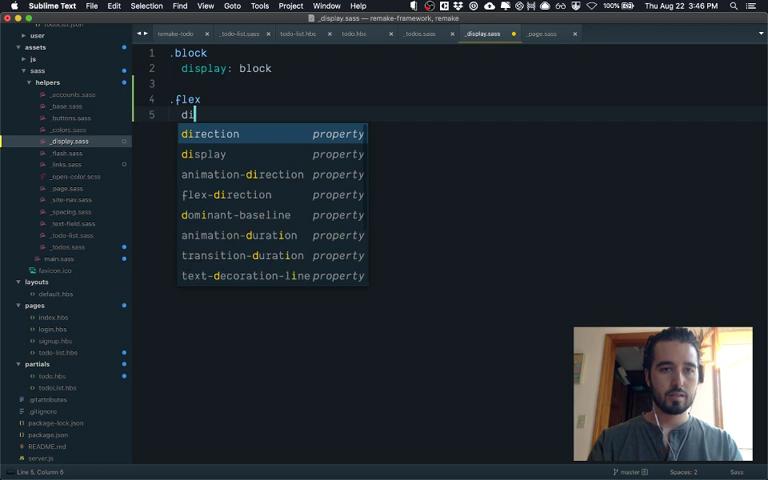 Sublime Text File Edit Selection Find View Goto Tools Project Window Help 100% Thu Aug 22 3:46 PM
_display.sass — remake-framework, remake
remake-todo
_todo-list.sass
todo-list.hbs
todo.hbs
_todos.sass
_display.sass
_page.sass
user
assets
js
sass
helpers
_accounts.sass
_base.sass
_buttons.sass
_colors.sass
_display.sass
_flash.sass
_links.sass
_open-color.scss
_page.sass
_site-nav.sass
_spacing.sass
_text-field.sass
_todo-list.sass
_todos.sass
main.sass
favicon.ico
layouts
default.hbs
pages
index.hbs
login.hbs
signup.hbs
todo-list.hbs
partials
todo.hbs
todoList.hbs
.gitattributes
.gitignore
package-lock.json
package.json
README.md
server.js
1 .block
2 display: block
3
4 .flex
5 di
direction property
display property
animation-direction property
flex-direction property
dominant-baseline property
animation-duration property
transition-duration property
text-decoration-line property
Line 5, Column 5
master
Spaces: 2
Sass